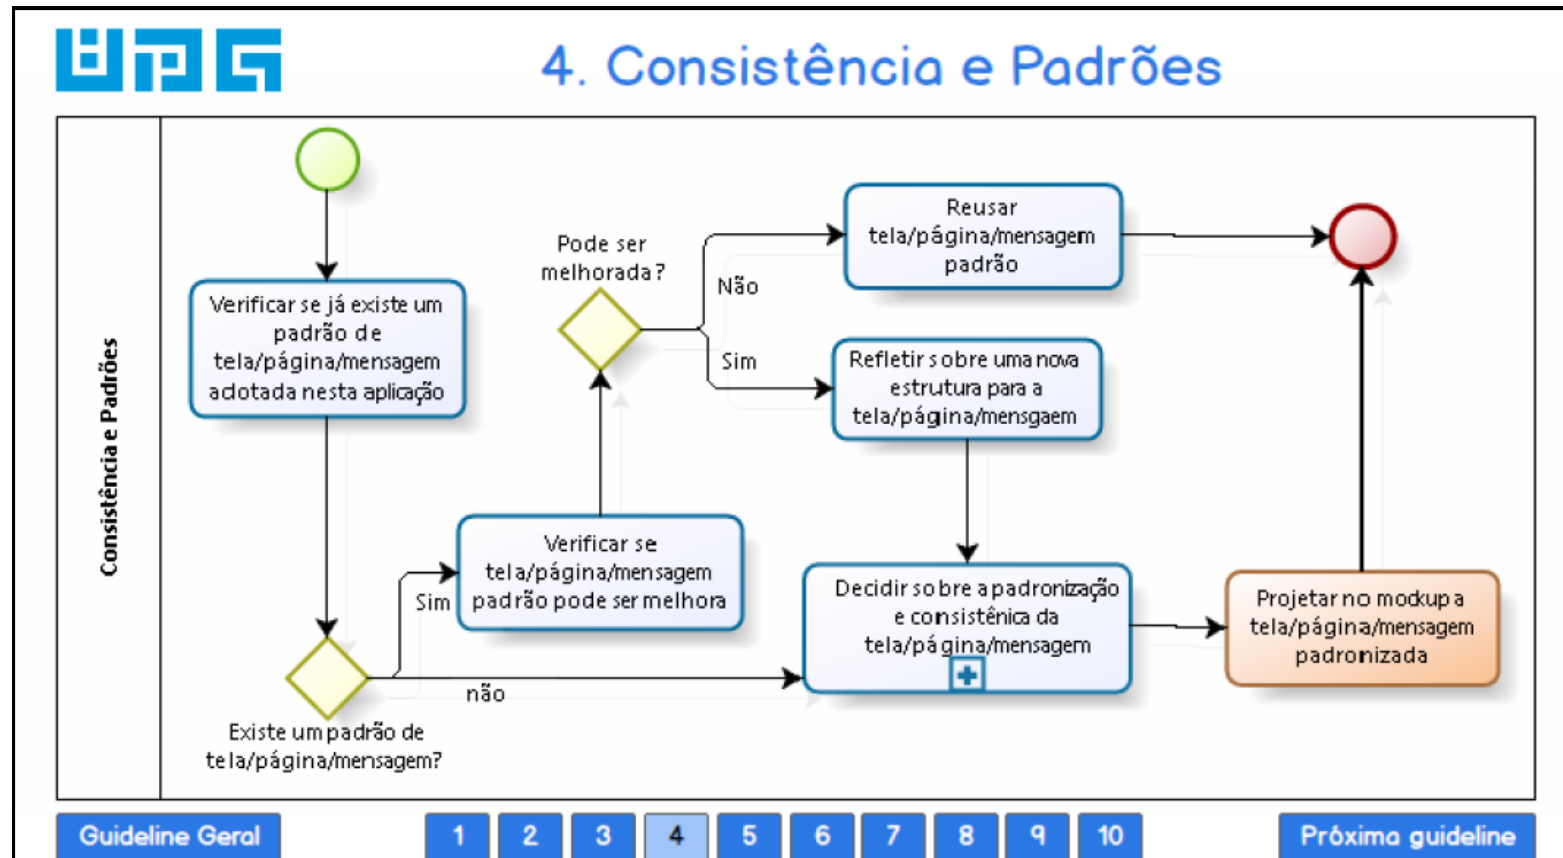 UPG
4. Consistência e Padrões
Consistência e Padrões
Verificar se já existe um
padrão de
tela/página/mensagem
adotada nesta aplicação
Existe um padrão de
tela/página/mensagem?
Sim
não
Verificar se
tela/página/mensagem
padrão pode ser melhora
Pode ser
melhorada?
Não
Sim
Reusar
tela/página/mensagem
padrão
Refletir sobre uma nova
estrutura para a
tela/página/mensgaem
Decidir sobre a padronização
e consistênica da
tela/página/mensagem
Projetar no mockup a
tela/página/mensagem
padronizada
Guideline Geral
1
2
3
4
5
6
7
8
9
10
Próxima guideline